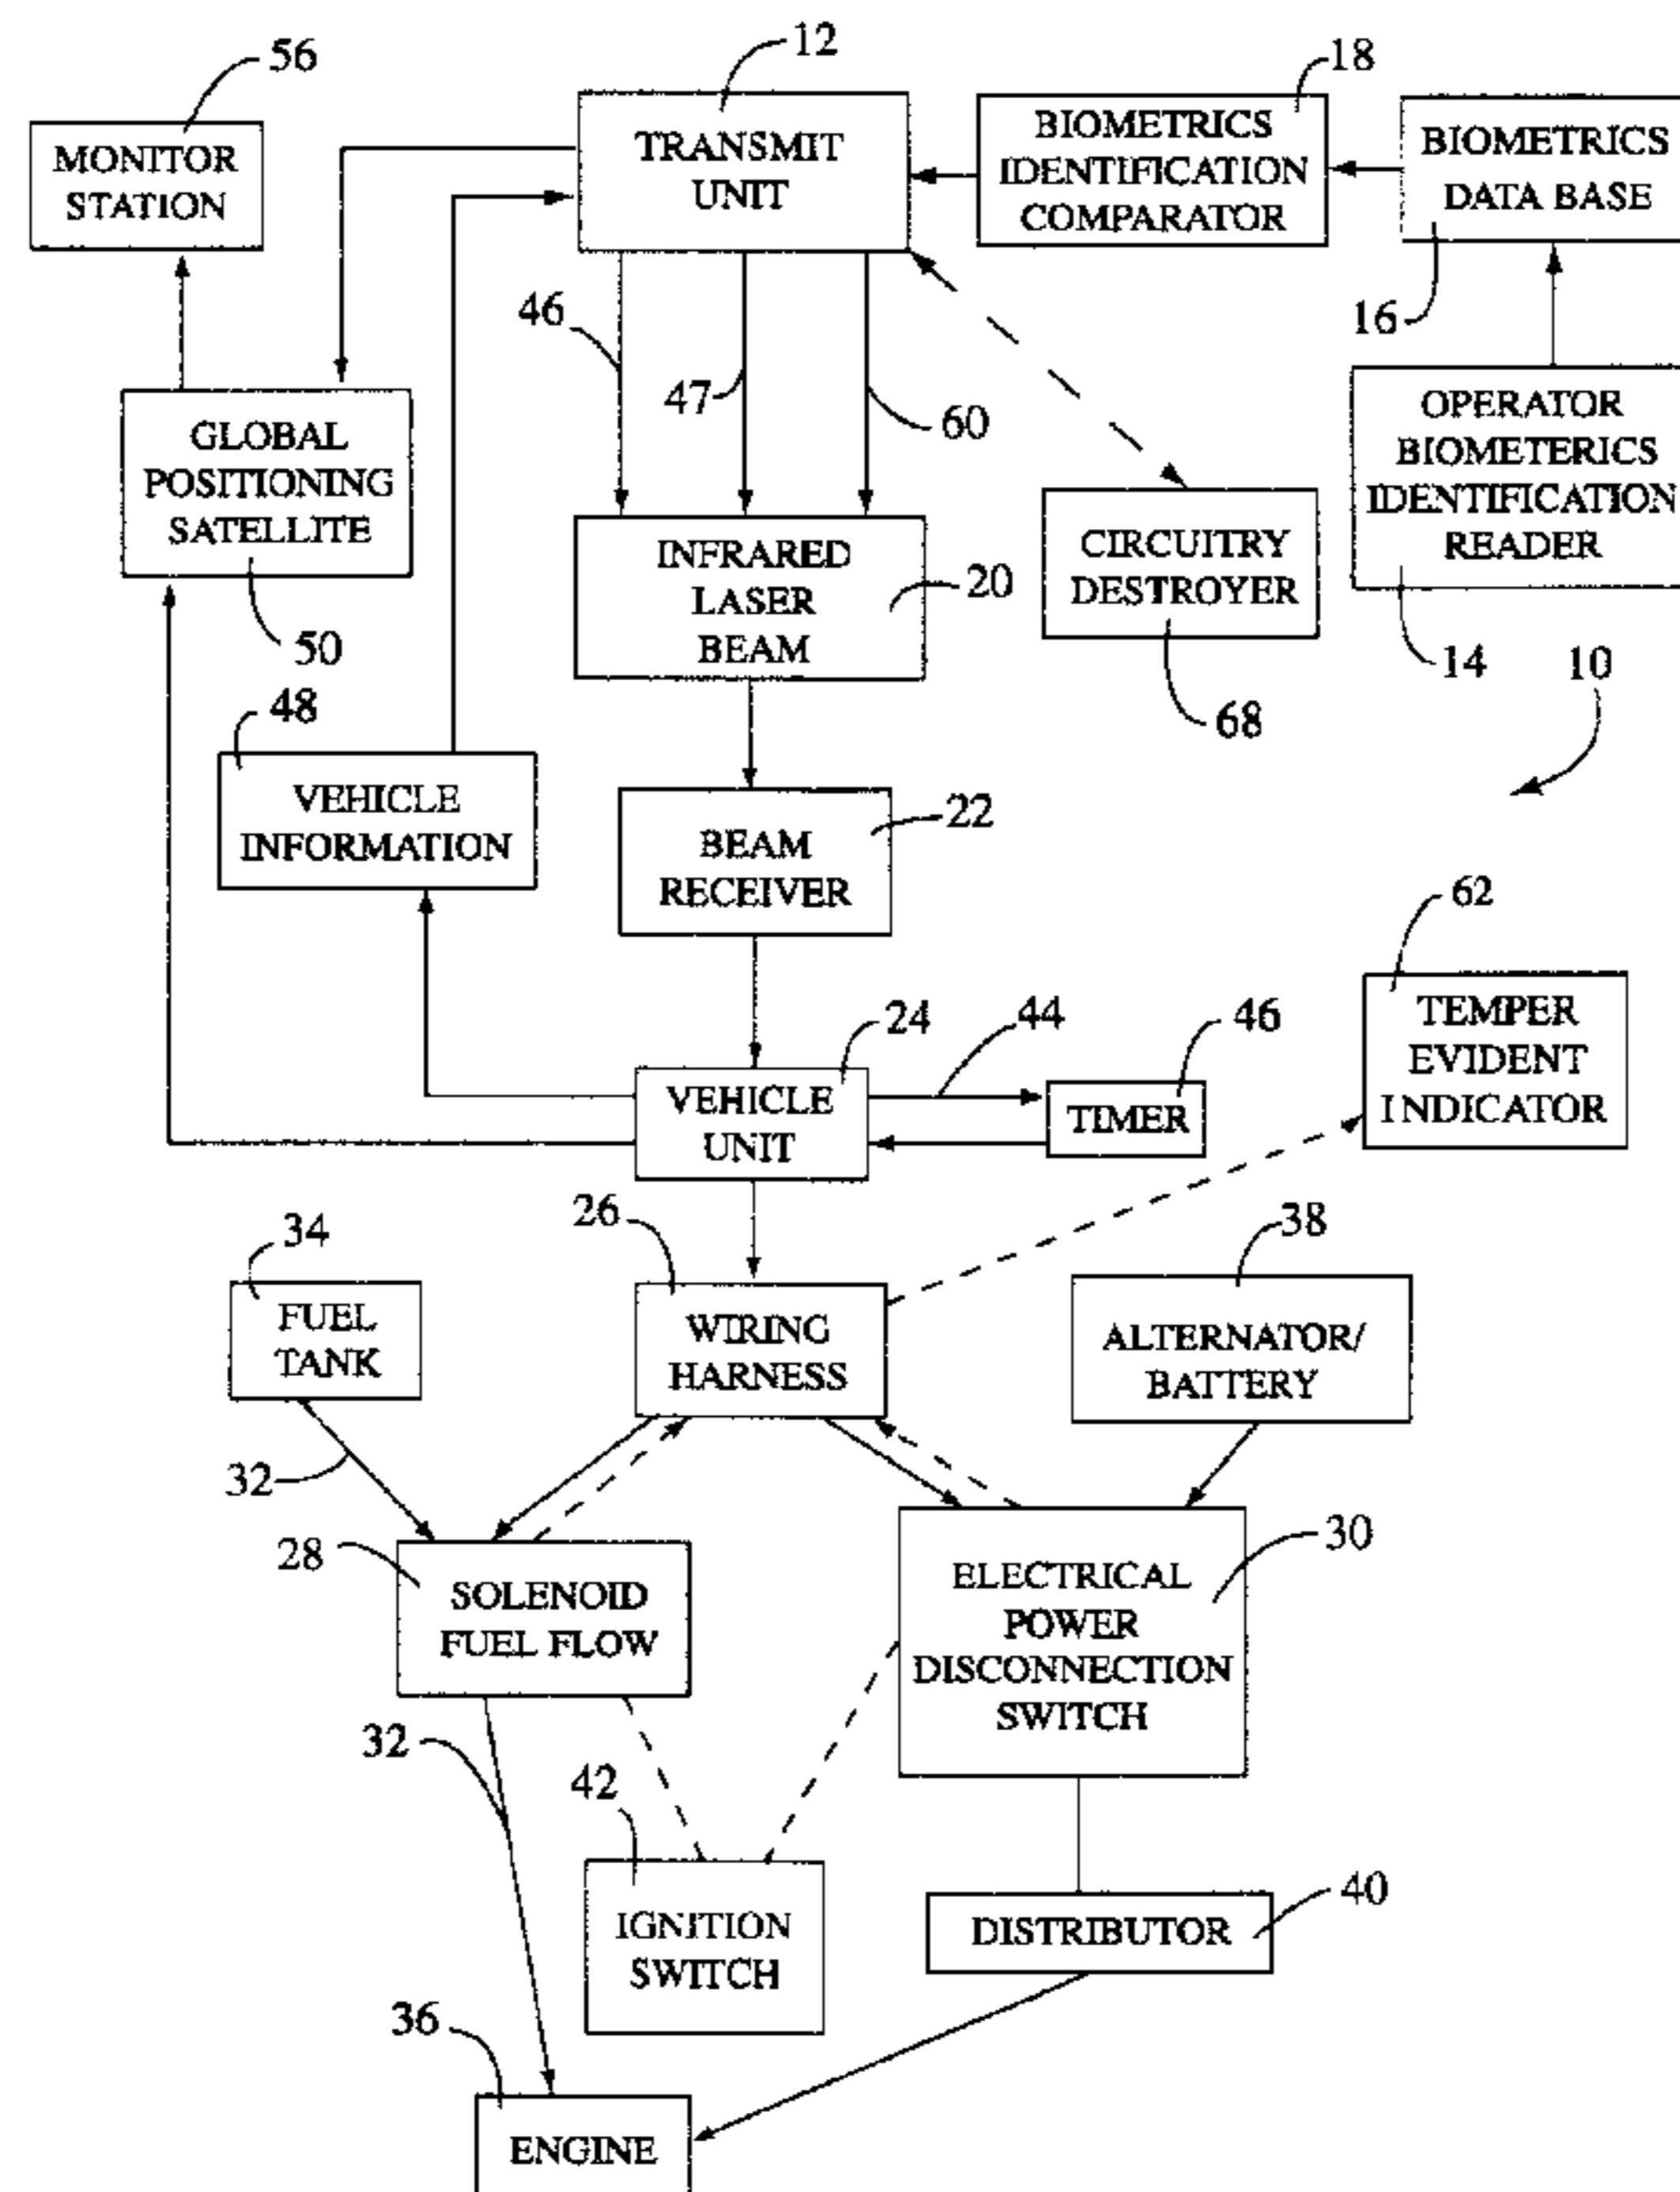 12
18
56
MONITOR
STATION
TRANSMIT
UNIT
BIOMETRICS
IDENTIFICATION
COMPARATOR
BIOMETRICS
DATA BASE
46
47
60
16
GLOBAL
POSITIONING
SATELLITE
50
INFRARED
LASER
BEAM
20
CIRCUITRY
DESTROYER
68
OPERATOR
BIOMETERICS
IDENTIFICATION
READER
14
10
48
VEHICLE
INFORMATION
BEAM
RECEIVER
22
62
TEMPER
EVIDENT
INDICATOR
24
44
46
VEHICLE
UNIT
TIMER
34
FUEL
TANK
26
WIRING
HARNESS
38
ALTERNATOR/
BATTERY
32
28
SOLENOID
FUEL FLOW
30
ELECTRICAL
POWER
DISCONNECTION
SWITCH
32
42
IGNITION
SWITCH
40
DISTRIBUTOR
36
ENGINE